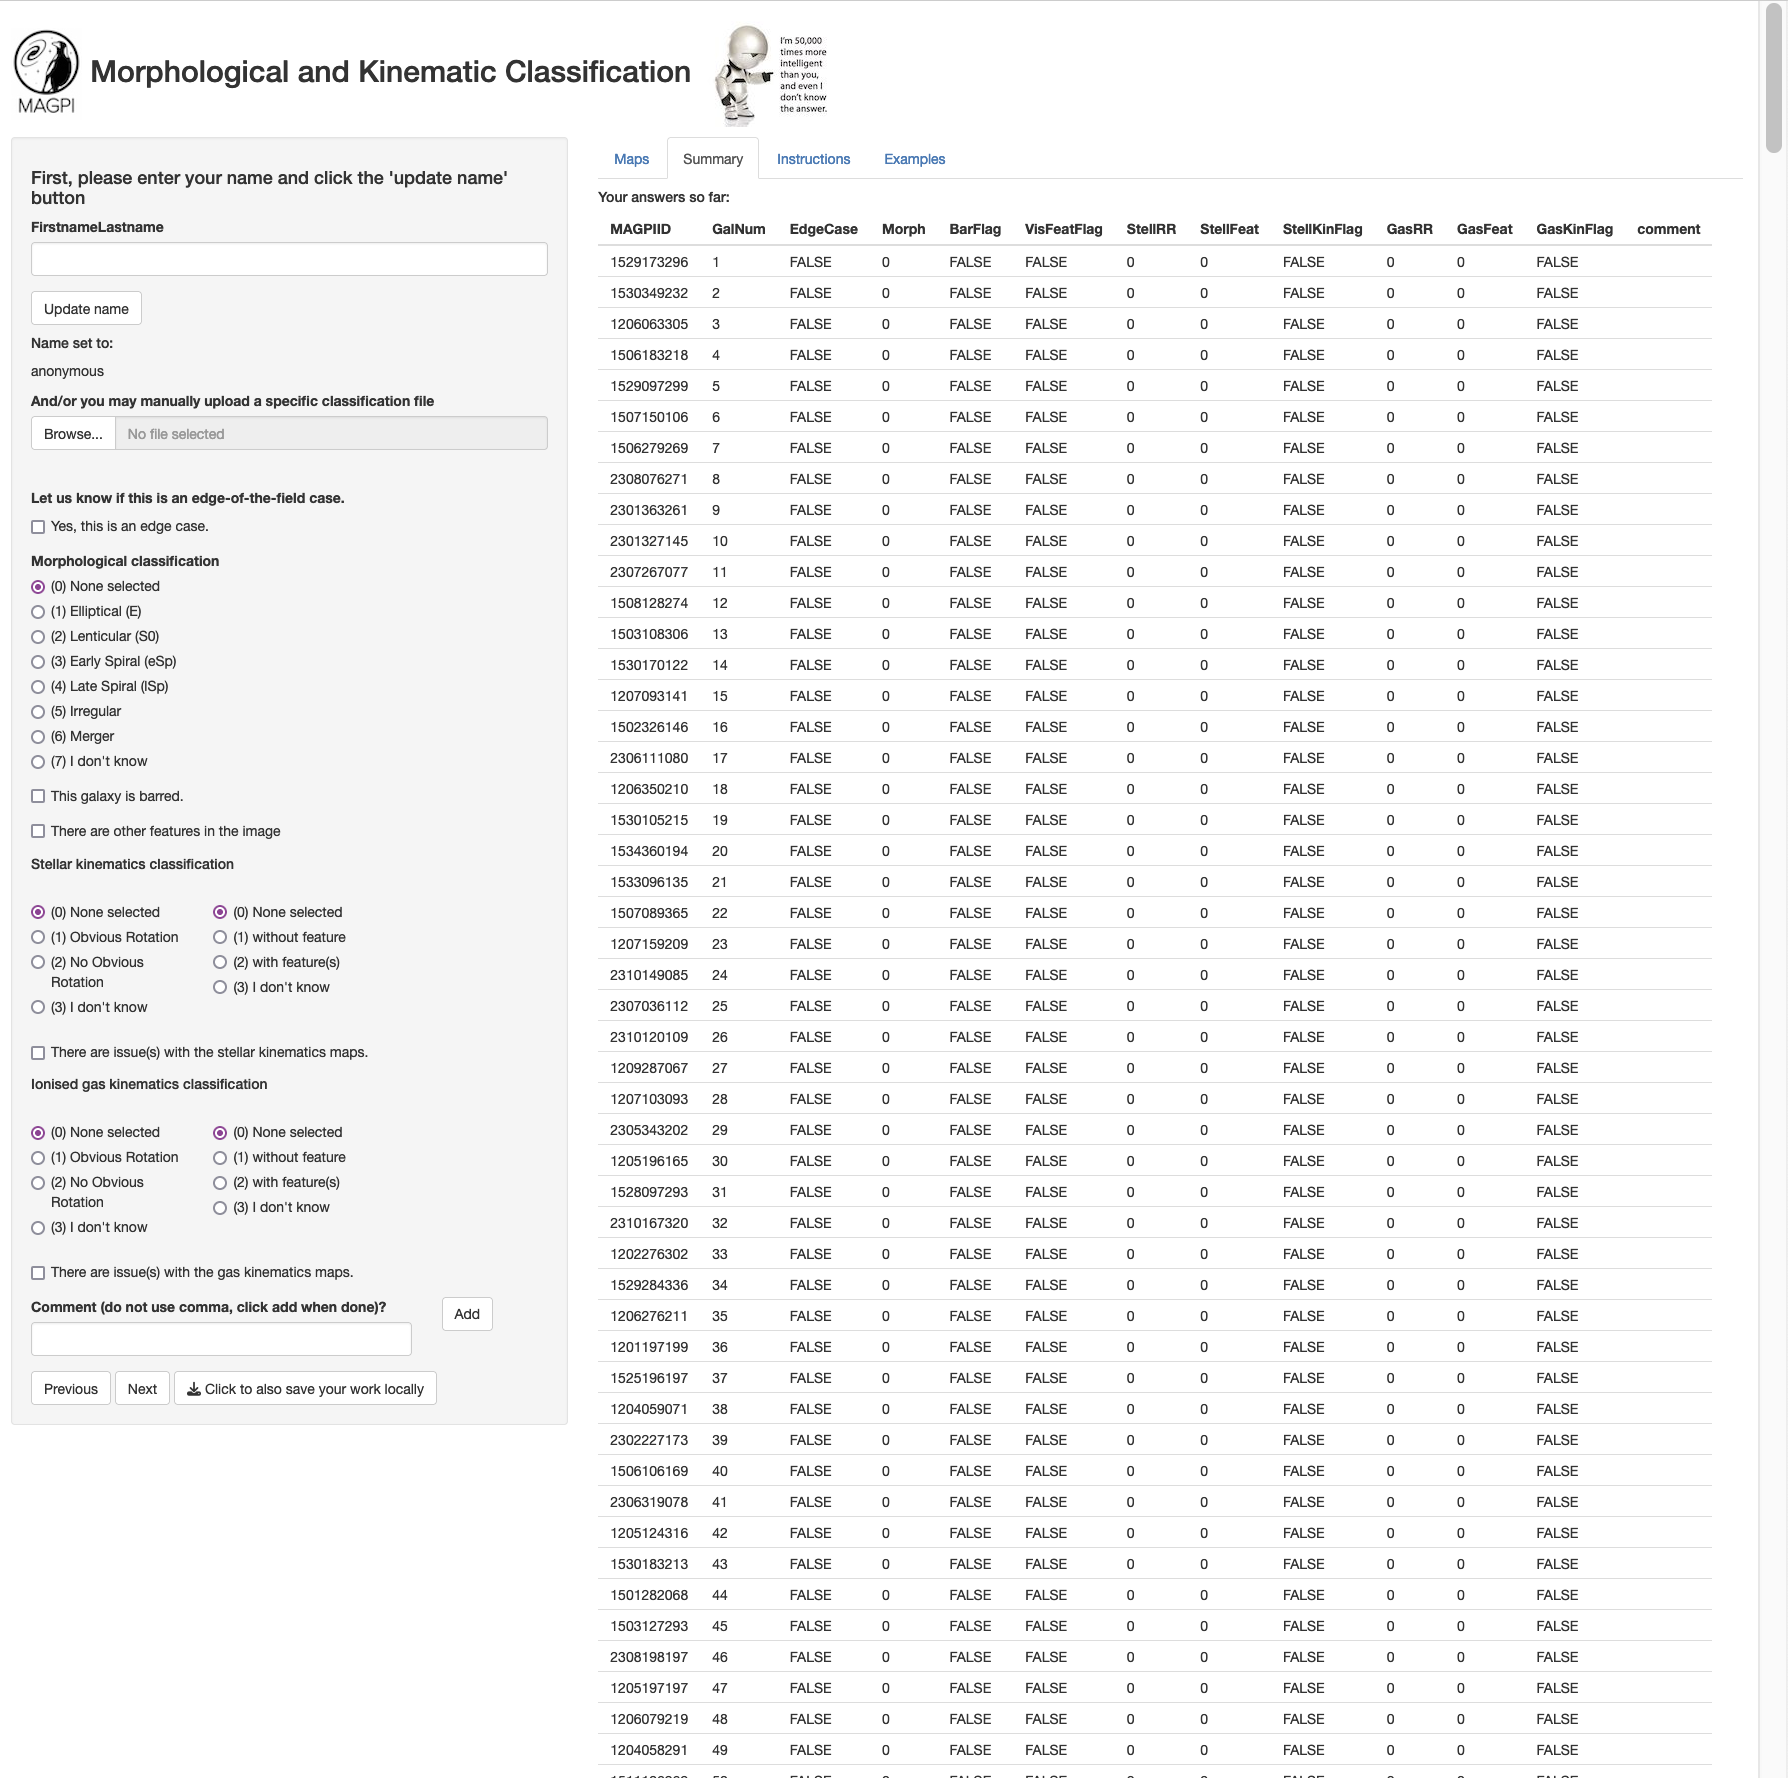 MAGPI
Morphological and Kinematic Classification
I'm 50,000
times more
intelligent
than you,
and even I
don't know
the answer.
First, please enter your name and click the 'update name'
button
FirstnameLastname
Update name
Name set to:
anonymous
And/or you may manually upload a specific classification file
Browse... No file selected
Let us know if this is an edge-of-the-field case.
Yes, this is an edge case.
Morphological classification
(0) None selected
(1) Elliptical (E)
(2) Lenticular (S0)
(3) Early Spiral (eSp)
(4) Late Spiral (lSp)
(5) Irregular
(6) Merger
(7) I don't know
This galaxy is barred.
There are other features in the image
Stellar kinematics classification
(0) None selected
(1) Obvious Rotation
(2) No Obvious
Rotation
(3) I don't know
(0) None selected
(1) without feature
(2) with feature(s)
(3) I don't know
There are issue(s) with the stellar kinematics maps.
Ionised gas kinematics classification
(0) None selected
(1) Obvious Rotation
(2) No Obvious
Rotation
(3) I don't know
(0) None selected
(1) without feature
(2) with feature(s)
(3) I don't know
There are issue(s) with the gas kinematics maps.
Comment (do not use comma, click add when done)?
Add
Previous Next Click to also save your work locally
Maps Summary Instructions Examples
Your answers so far:
MAGPIID GalNum EdgeCase Morph BarFlag VisFeatFlag StellRR StellFeat StellKinFlag GasRR GasFeat GasKinFlag comment
1529173296 1 FALSE 0 FALSE FALSE 0 0 FALSE 0 0 FALSE
1530349232 2 FALSE 0 FALSE FALSE 0 0 FALSE 0 0 FALSE
1206063305 3 FALSE 0 FALSE FALSE 0 0 FALSE 0 0 FALSE
1506183218 4 FALSE 0 FALSE FALSE 0 0 FALSE 0 0 FALSE
1529097299 5 FALSE 0 FALSE FALSE 0 0 FALSE 0 0 FALSE
1507150106 6 FALSE 0 FALSE FALSE 0 0 FALSE 0 0 FALSE
1506279269 7 FALSE 0 FALSE FALSE 0 0 FALSE 0 0 FALSE
2308076271 8 FALSE 0 FALSE FALSE 0 0 FALSE 0 0 FALSE
2301363261 9 FALSE 0 FALSE FALSE 0 0 FALSE 0 0 FALSE
2301327145 10 FALSE 0 FALSE FALSE 0 0 FALSE 0 0 FALSE
2307267077 11 FALSE 0 FALSE FALSE 0 0 FALSE 0 0 FALSE
1508128274 12 FALSE 0 FALSE FALSE 0 0 FALSE 0 0 FALSE
1503108306 13 FALSE 0 FALSE FALSE 0 0 FALSE 0 0 FALSE
1530170122 14 FALSE 0 FALSE FALSE 0 0 FALSE 0 0 FALSE
1207093141 15 FALSE 0 FALSE FALSE 0 0 FALSE 0 0 FALSE
1502326146 16 FALSE 0 FALSE FALSE 0 0 FALSE 0 0 FALSE
2306111080 17 FALSE 0 FALSE FALSE 0 0 FALSE 0 0 FALSE
1206350210 18 FALSE 0 FALSE FALSE 0 0 FALSE 0 0 FALSE
1530105215 19 FALSE 0 FALSE FALSE 0 0 FALSE 0 0 FALSE
1534360194 20 FALSE 0 FALSE FALSE 0 0 FALSE 0 0 FALSE
1533096135 21 FALSE 0 FALSE FALSE 0 0 FALSE 0 0 FALSE
1507089365 22 FALSE 0 FALSE FALSE 0 0 FALSE 0 0 FALSE
1207159209 23 FALSE 0 FALSE FALSE 0 0 FALSE 0 0 FALSE
2310149085 24 FALSE 0 FALSE FALSE 0 0 FALSE 0 0 FALSE
2307036112 25 FALSE 0 FALSE FALSE 0 0 FALSE 0 0 FALSE
2310120109 26 FALSE 0 FALSE FALSE 0 0 FALSE 0 0 FALSE
1209287067 27 FALSE 0 FALSE FALSE 0 0 FALSE 0 0 FALSE
1207103093 28 FALSE 0 FALSE FALSE 0 0 FALSE 0 0 FALSE
2305343202 29 FALSE 0 FALSE FALSE 0 0 FALSE 0 0 FALSE
1205196165 30 FALSE 0 FALSE FALSE 0 0 FALSE 0 0 FALSE
1528097293 31 FALSE 0 FALSE FALSE 0 0 FALSE 0 0 FALSE
2310167320 32 FALSE 0 FALSE FALSE 0 0 FALSE 0 0 FALSE
1202276302 33 FALSE 0 FALSE FALSE 0 0 FALSE 0 0 FALSE
1529284336 34 FALSE 0 FALSE FALSE 0 0 FALSE 0 0 FALSE
1206276211 35 FALSE 0 FALSE FALSE 0 0 FALSE 0 0 FALSE
1201197199 36 FALSE 0 FALSE FALSE 0 0 FALSE 0 0 FALSE
1525196197 37 FALSE 0 FALSE FALSE 0 0 FALSE 0 0 FALSE
1204059071 38 FALSE 0 FALSE FALSE 0 0 FALSE 0 0 FALSE
2302227173 39 FALSE 0 FALSE FALSE 0 0 FALSE 0 0 FALSE
1506106169 40 FALSE 0 FALSE FALSE 0 0 FALSE 0 0 FALSE
2306319078 41 FALSE 0 FALSE FALSE 0 0 FALSE 0 0 FALSE
1205124316 42 FALSE 0 FALSE FALSE 0 0 FALSE 0 0 FALSE
1530183213 43 FALSE 0 FALSE FALSE 0 0 FALSE 0 0 FALSE
1501282068 44 FALSE 0 FALSE FALSE 0 0 FALSE 0 0 FALSE
1503127293 45 FALSE 0 FALSE FALSE 0 0 FALSE 0 0 FALSE
2308198197 46 FALSE 0 FALSE FALSE 0 0 FALSE 0 0 FALSE
1205197197 47 FALSE 0 FALSE FALSE 0 0 FALSE 0 0 FALSE
1206079219 48 FALSE 0 FALSE FALSE 0 0 FALSE 0 0 FALSE
1204058291 49 FALSE 0 FALSE FALSE 0 0 FALSE 0 0 FALSE